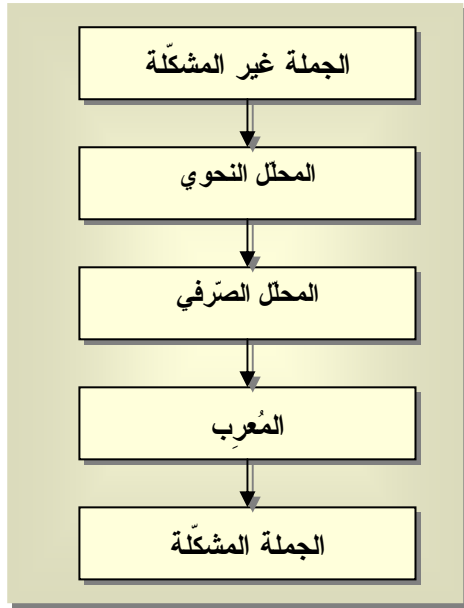 الجملة غير المشكّلة
المحلّل النحوي
المحلّل الصّرفي
المُعرِب
الجملة المشكّلة